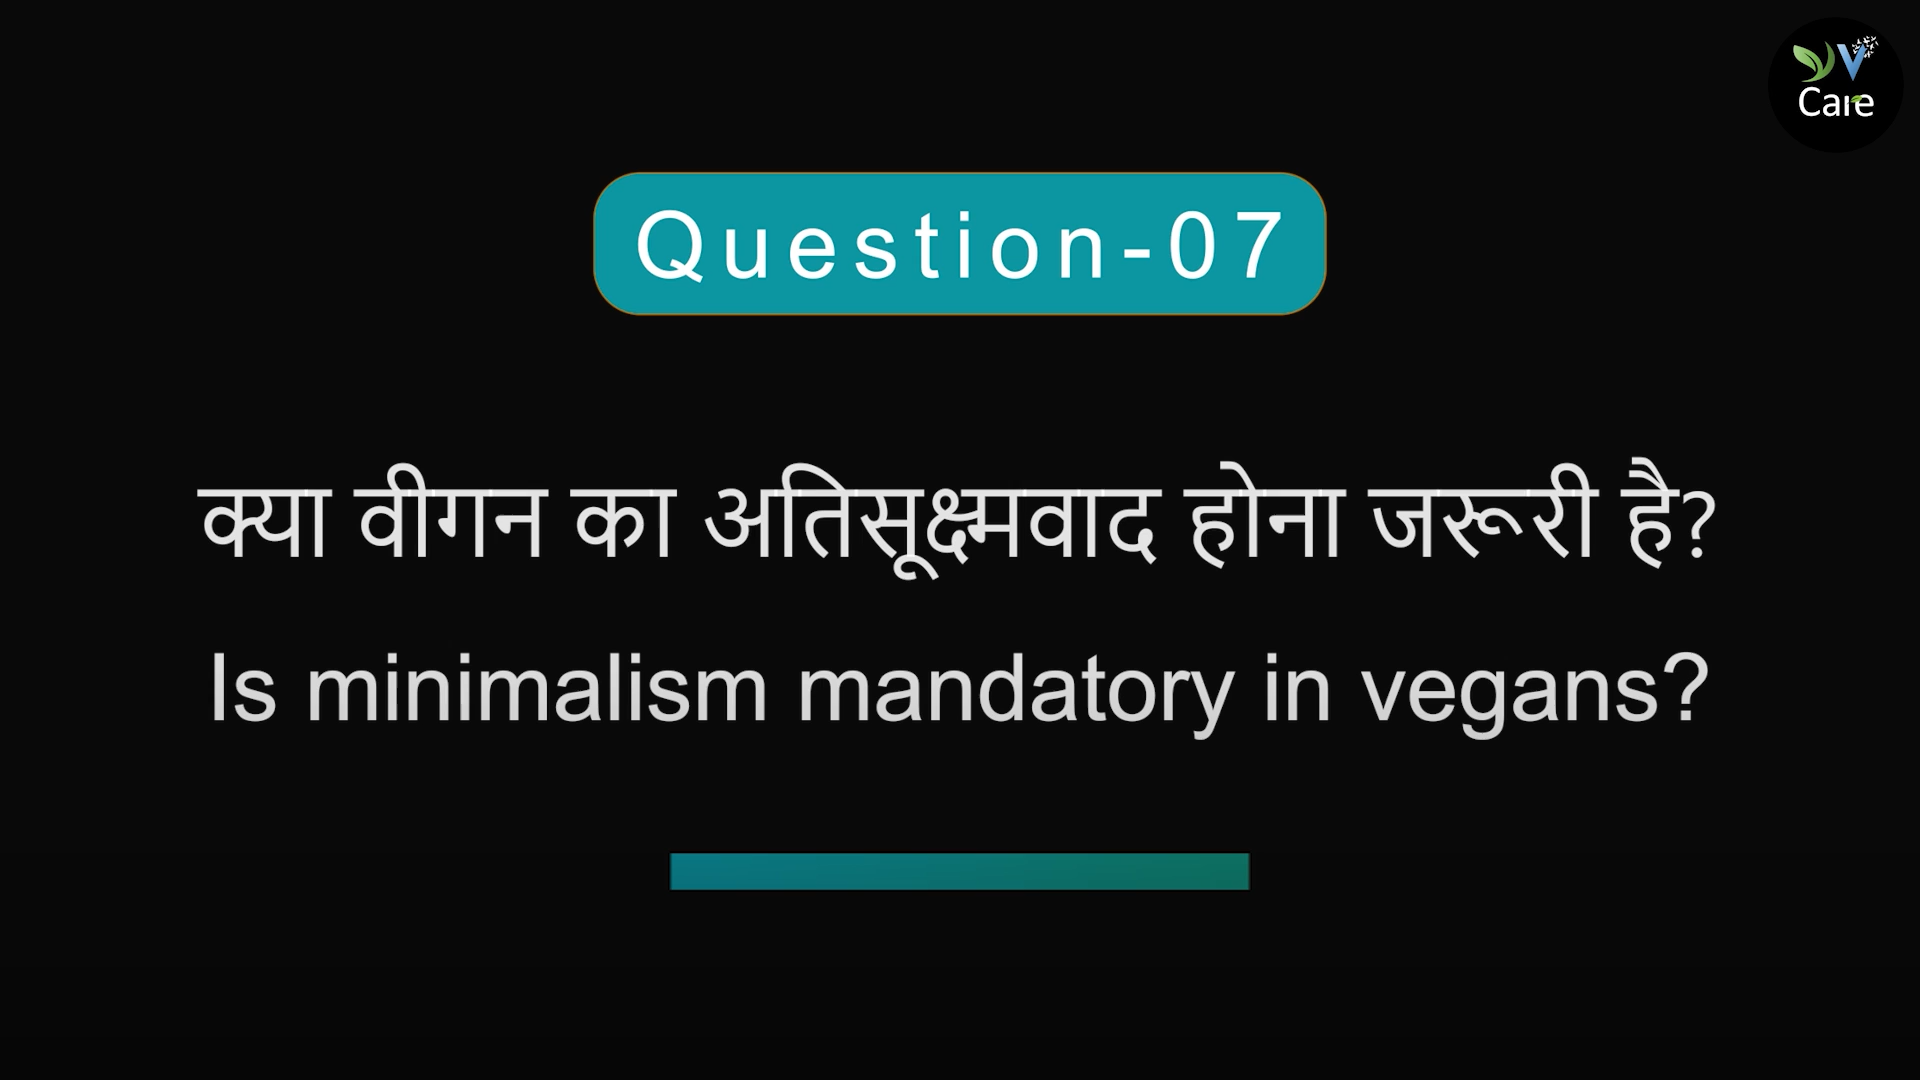 V
Care
Question-07
क्या वीगन का अतिसूक्ष्मवाद होना जरूरी है?
Is minimalism mandatory in vegans?